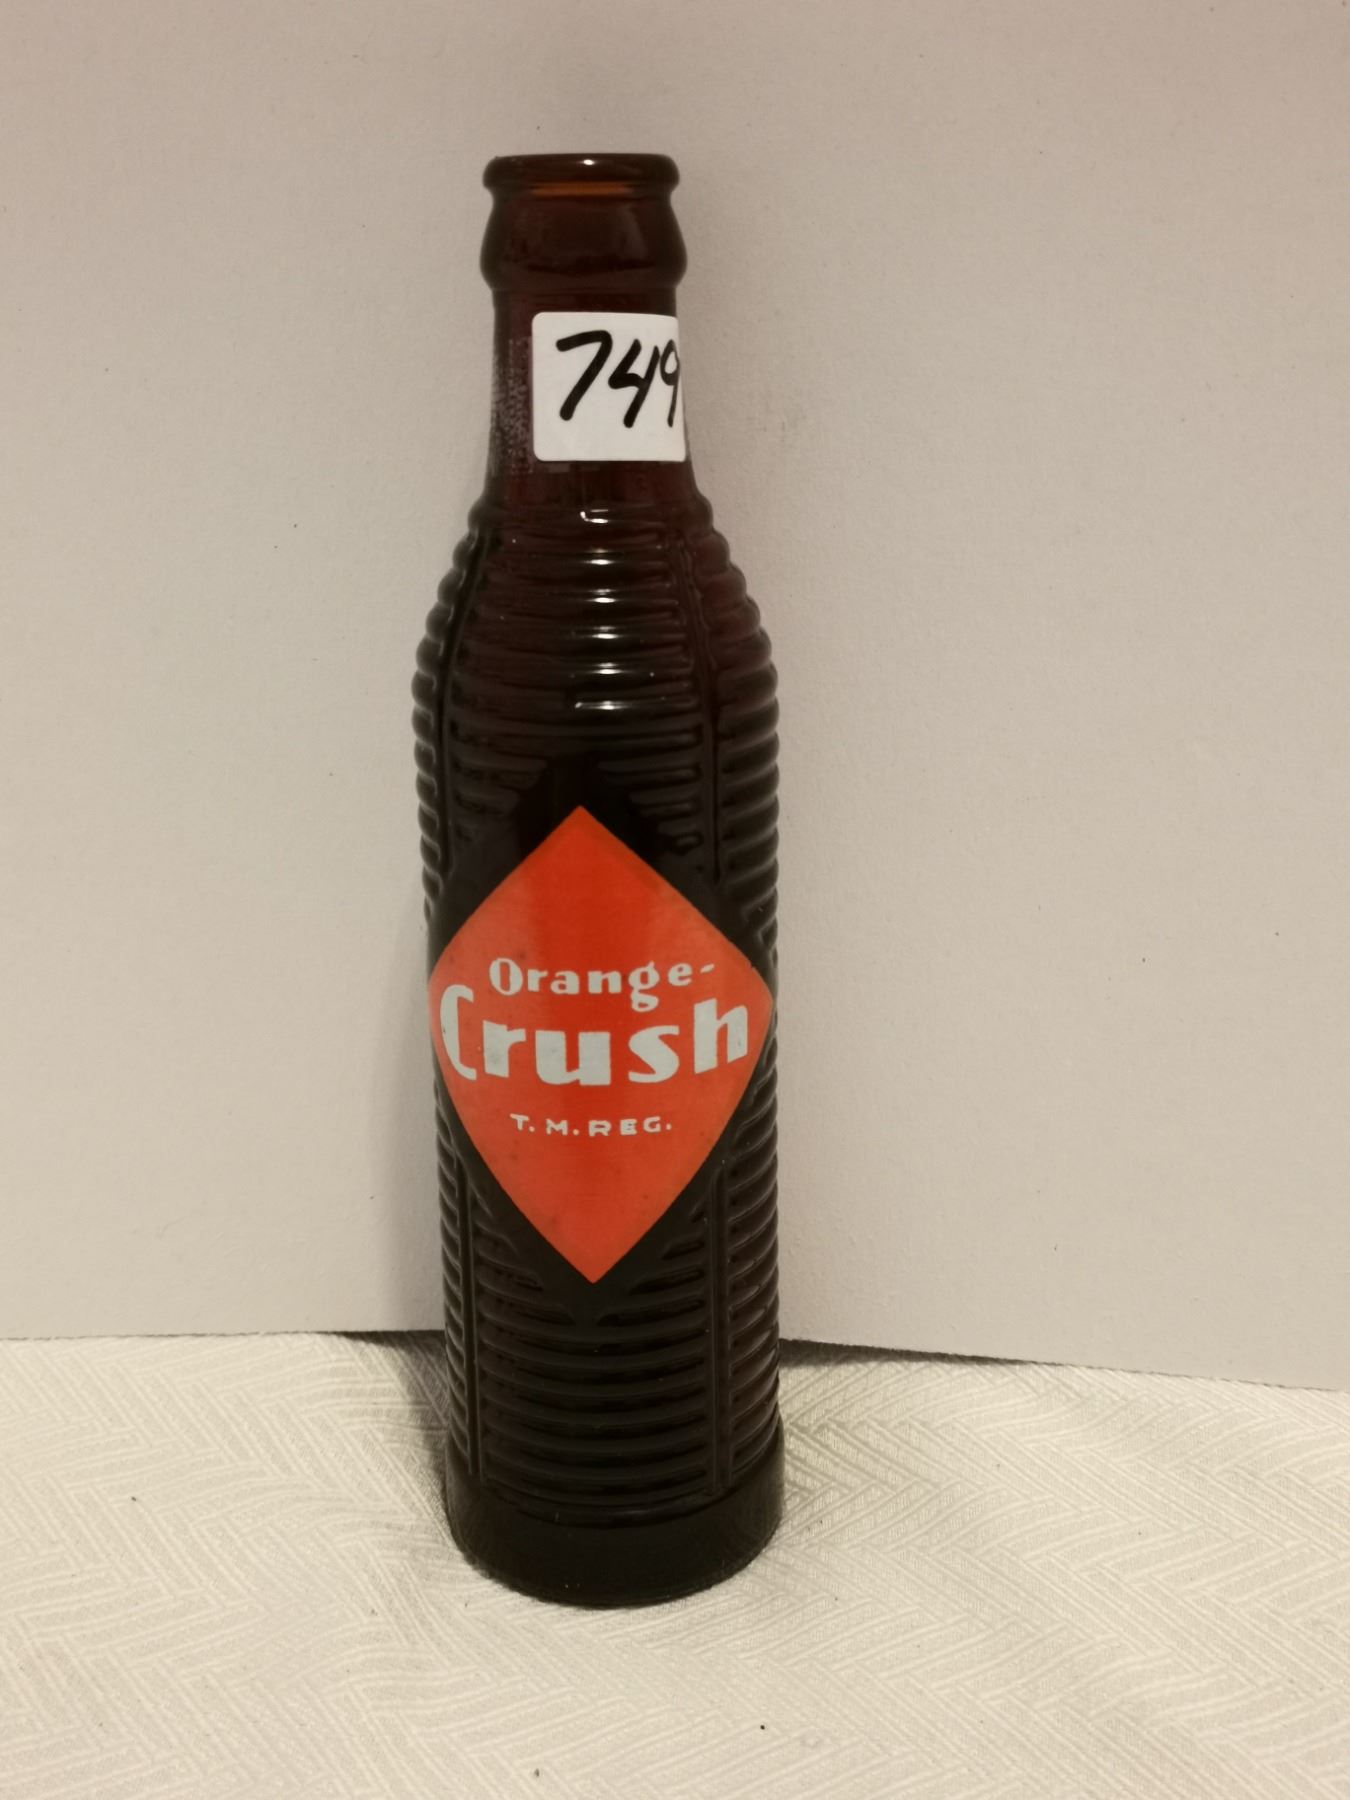 749
Orange-
Crush
T. M. REG.